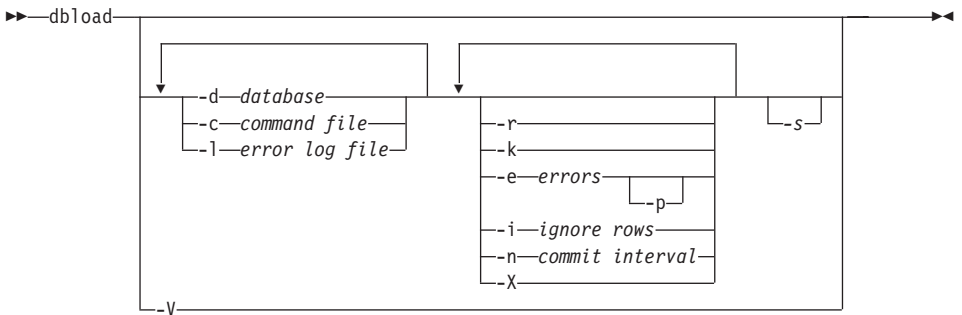 dbload
-d database
-c command file
-l error log file
-r
-k
-e errors
-p
-i ignore rows
-n commit interval
-X
-s
-V